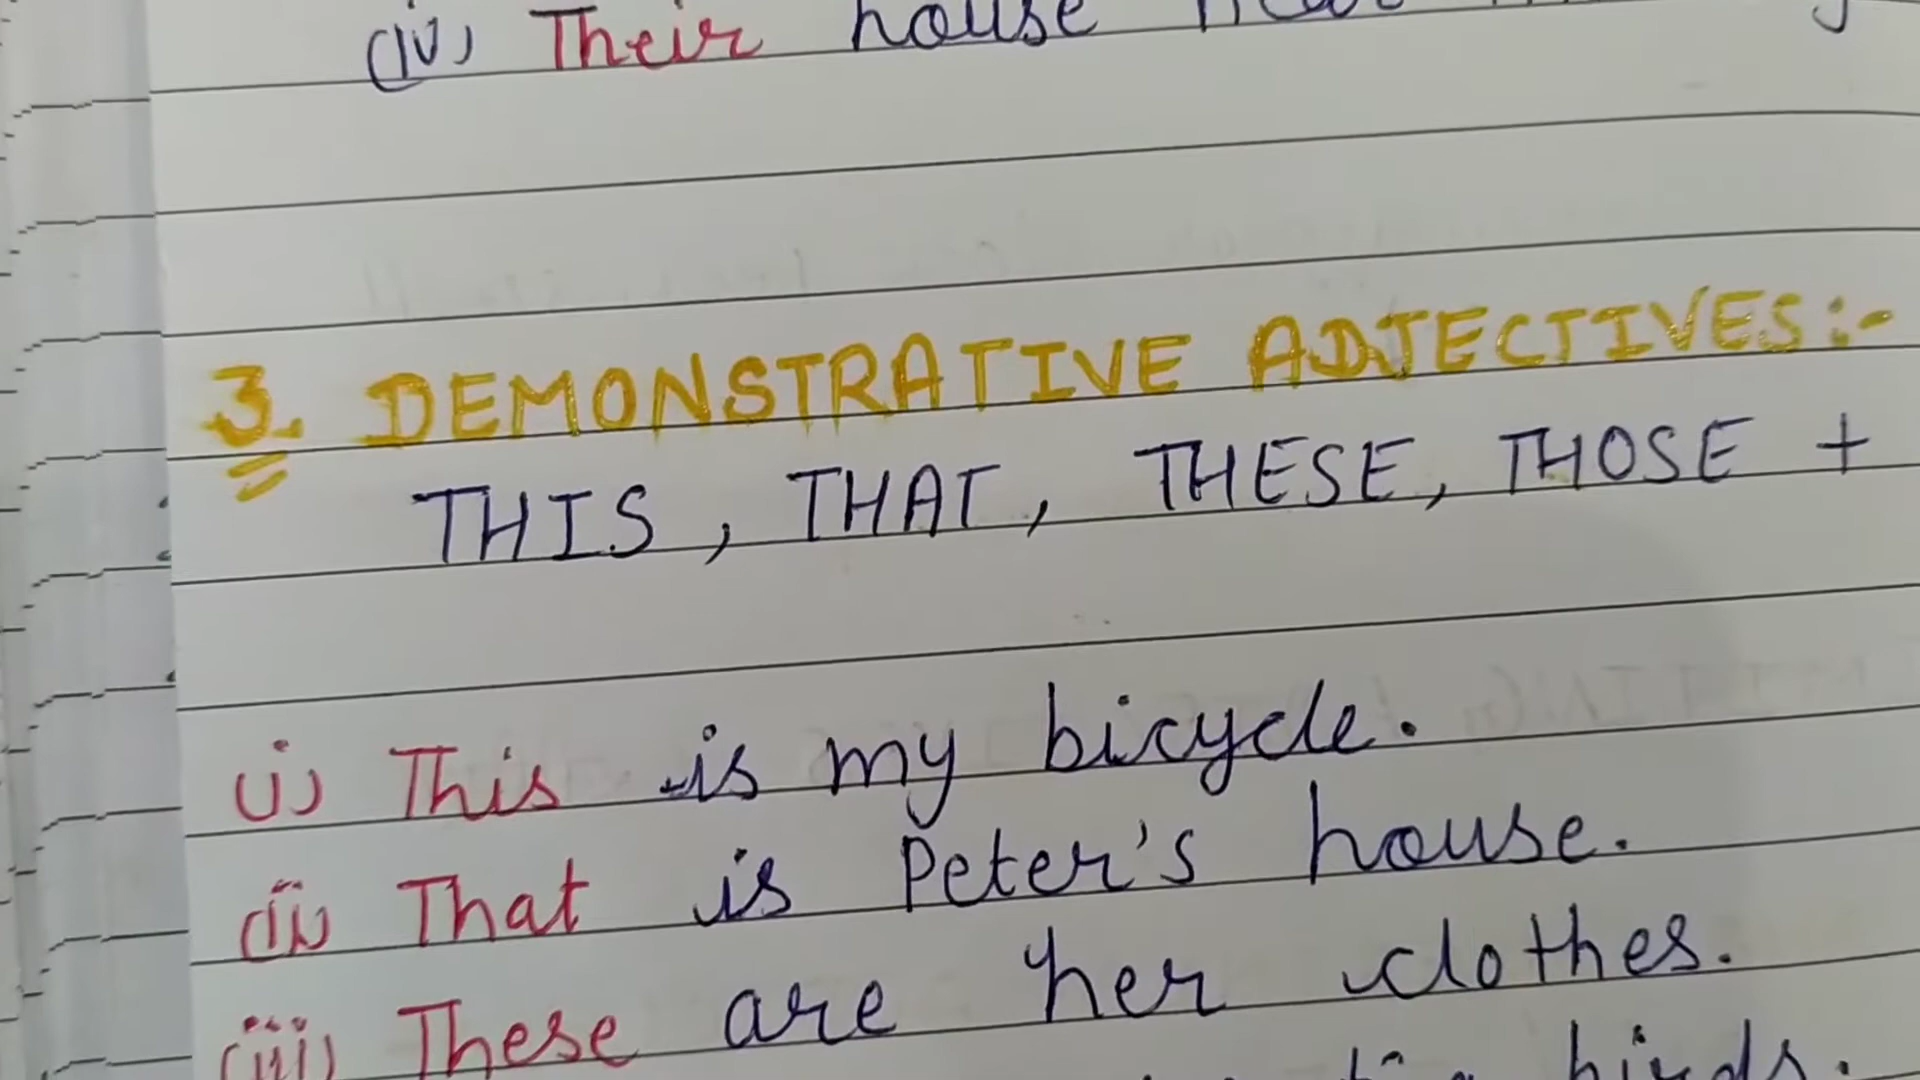 (iv) Their house
3. DEMONSTRATIVE ADJECTIVES:-
THIS, THAT, THESE, THOSE +
(i) This is my bicycle.
(ii) That is Peter's house.
(iii) These are her clothes.
birds.